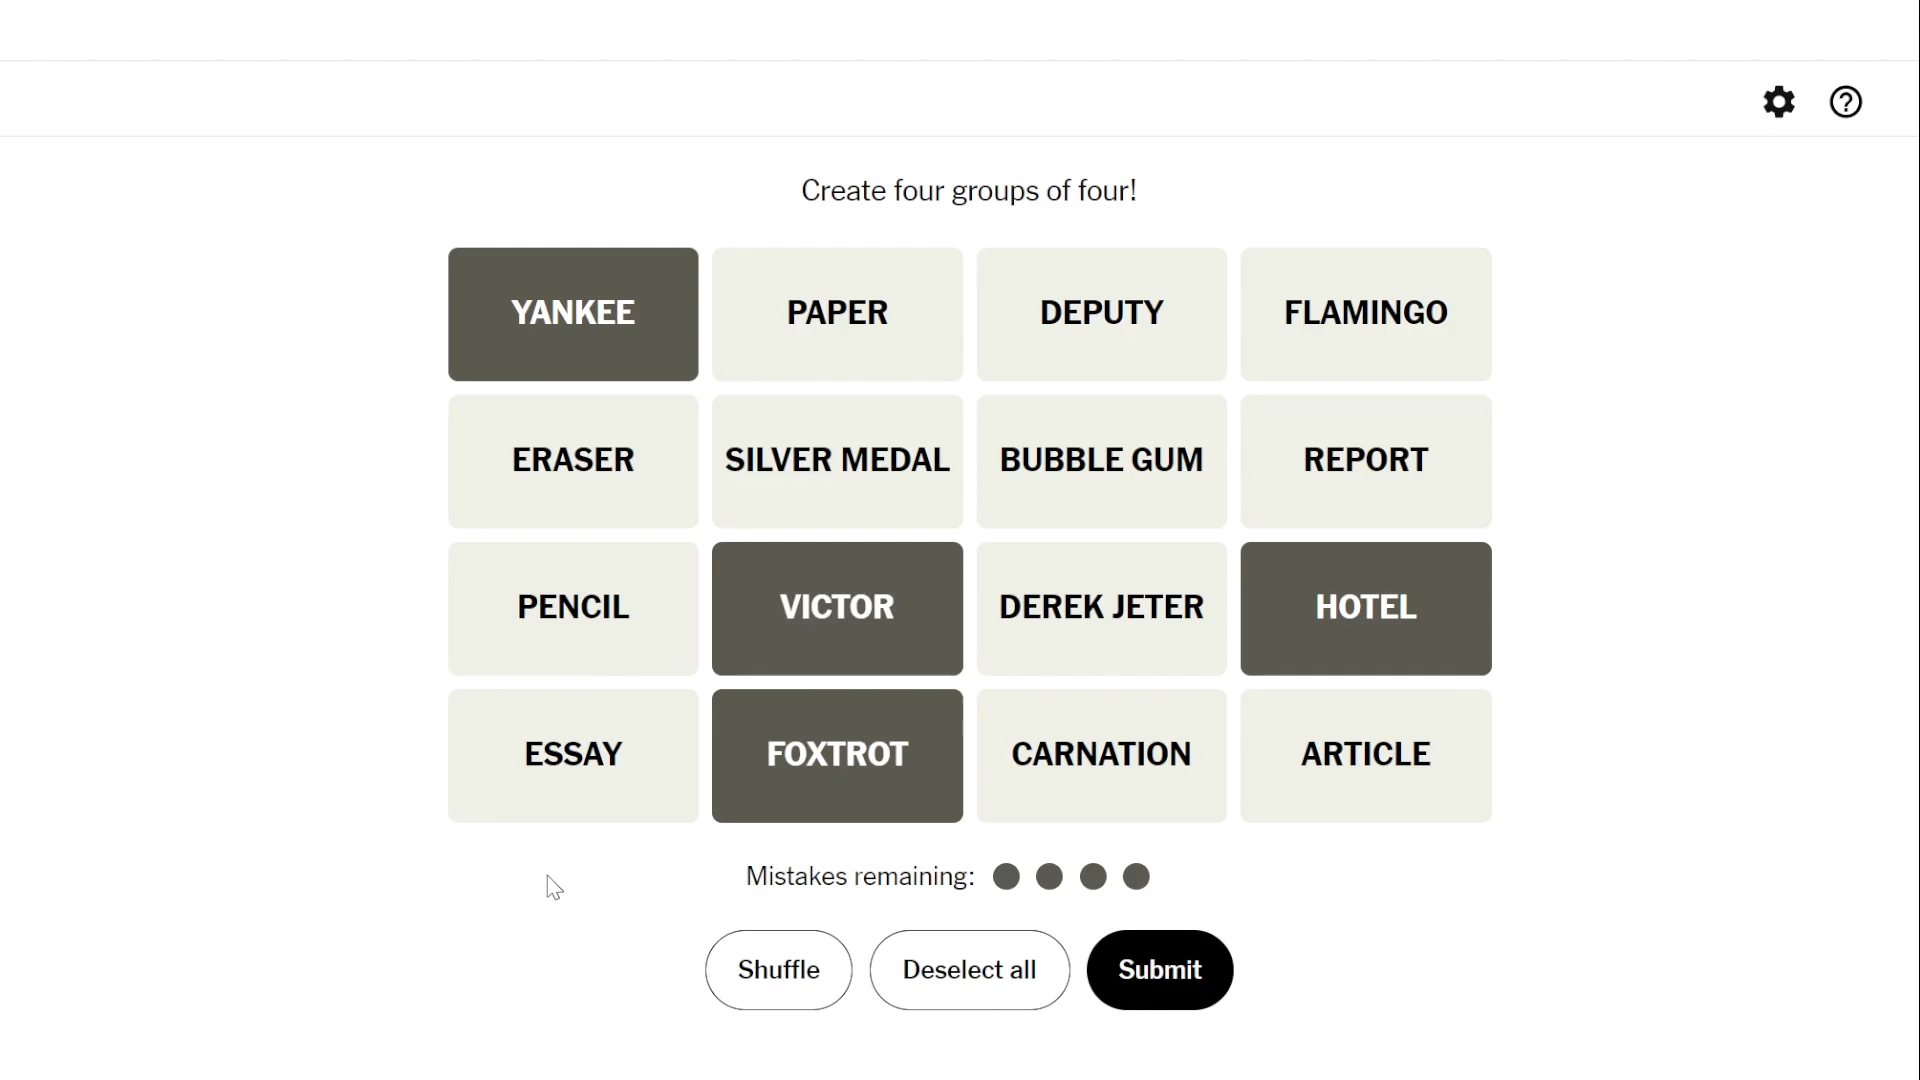 Create four groups of four!
YANKEE PAPER DEPUTY FLAMINGO
ERASER SILVER MEDAL BUBBLE GUM REPORT
PENCIL VICTOR DEREK JETER HOTEL
ESSAY FOXTROT CARNATION ARTICLE
Mistakes remaining:
Shuffle Deselect all Submit